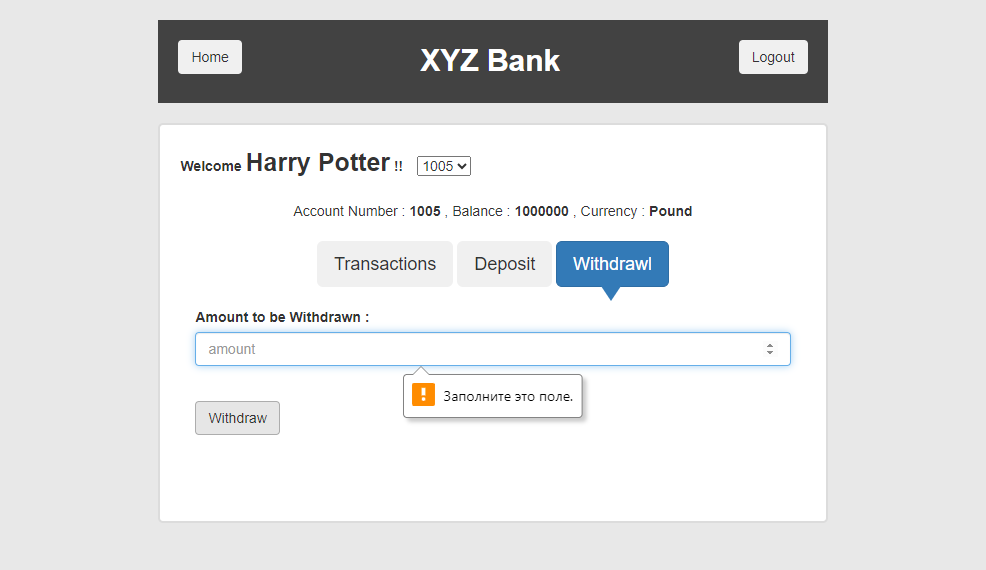 Home XYZ Bank Logout
Welcome Harry Potter !! 1005
Account Number : 1005 , Balance : 1000000 , Currency : Pound
Transactions Deposit Withdrawl
Amount to be Withdrawn :
amount
Заполните это поле.
Withdraw